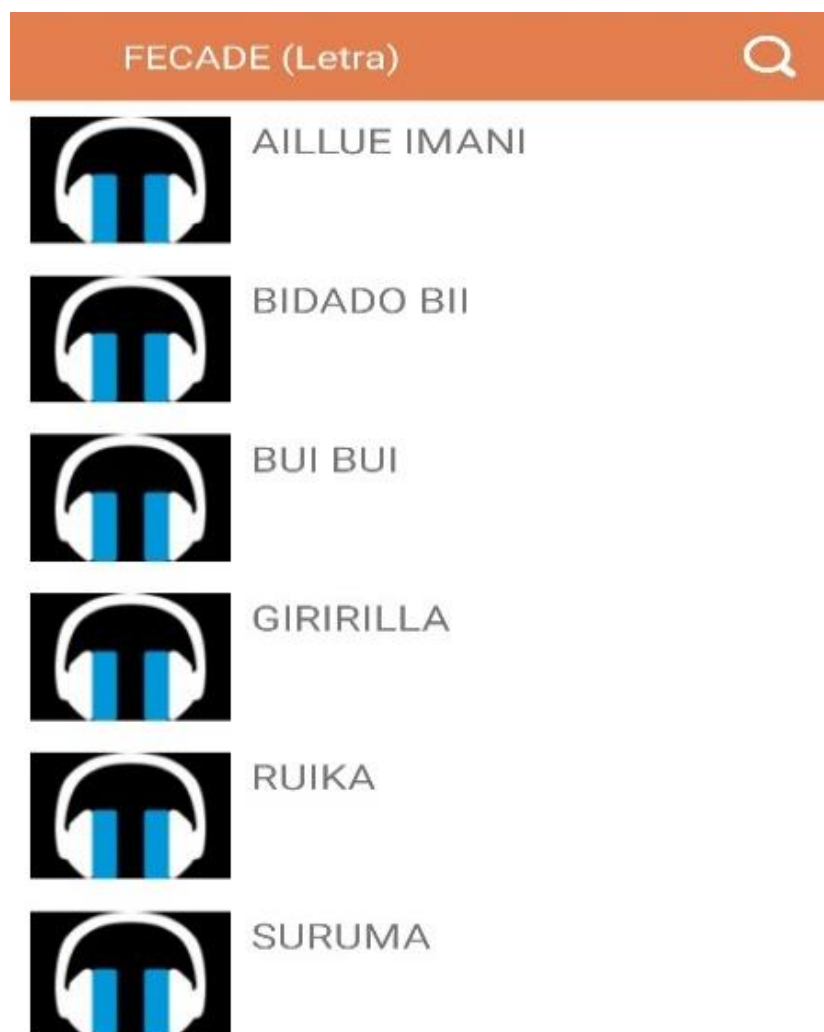 FECADE (Letra)
AILLUE IMANI
BIDADO BII
BUI BUI
GIRIRILLA
RUIKA
SURUMA